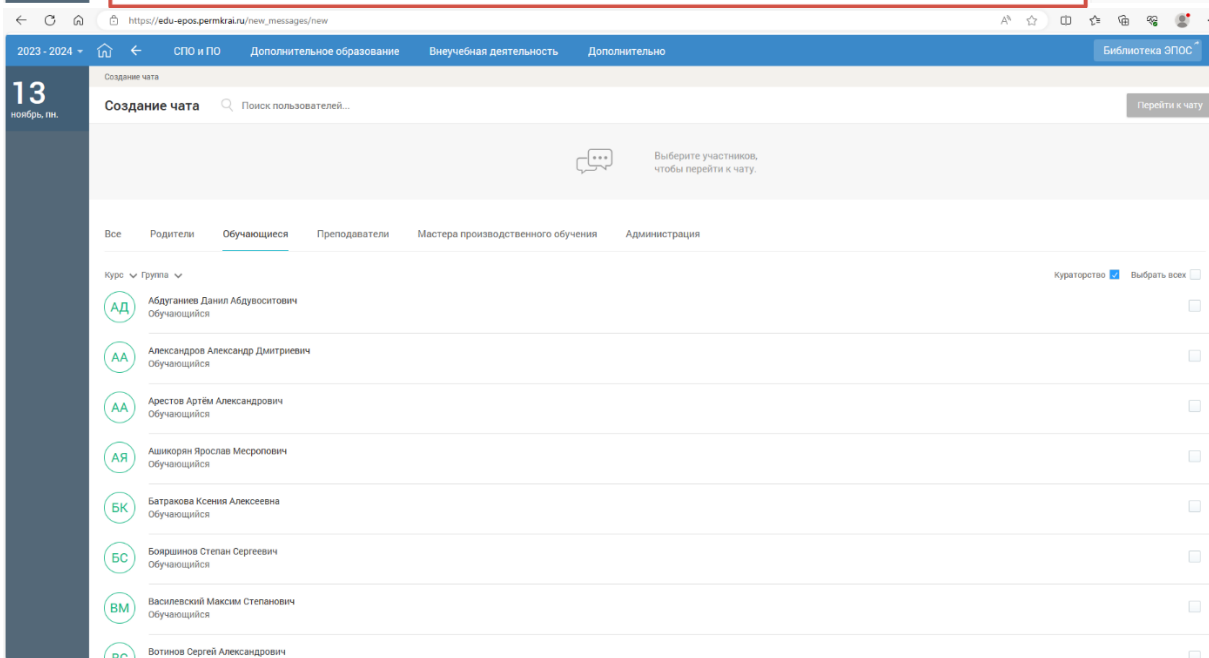 https://edu-epos.permkrai.ru/new_messages/new
2023 - 2024 СПО и ПО Дополнительное образование Внеучебная деятельность Дополнительно Библиотека ЭПОС
13
ноябрь, пн.
Создание чата
Создание чата Поиск пользователей... Перейти к чату
Выберите участников,
чтобы перейти к чату.
Все Родители Обучающиеся Преподаватели Мастера производственного обучения Администрация
Курс Группа Кураторство Выбрать всех
АД Абдуганиев Данил Абдувоситович
Обучающийся
АА Александров Александр Дмитриевич
Обучающийся
АА Арестов Артём Александрович
Обучающийся
АЯ Ашикорян Ярослав Месропович
Обучающийся
БК Батракова Ксения Алексеевна
Обучающийся
БС Бояршинов Степан Сергеевич
Обучающийся
ВМ Василевский Максим Степанович
Обучающийся
ВС Вотинов Сергей Александрович